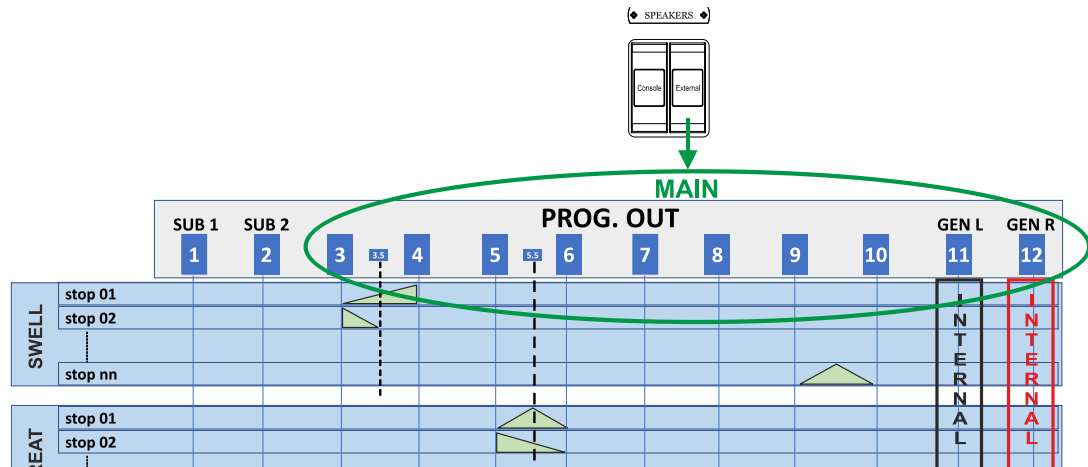 SPEAKERS
Console External
MAIN
PROG. OUT
SUB 1 SUB 2 GEN L GEN R
1 2 3 3.5 4 5 5.5 6 7 8 9 10 11 12
SWELL
stop 01
stop 02
stop nn
stop 01
stop 02
INTERNAL
INTERNAL